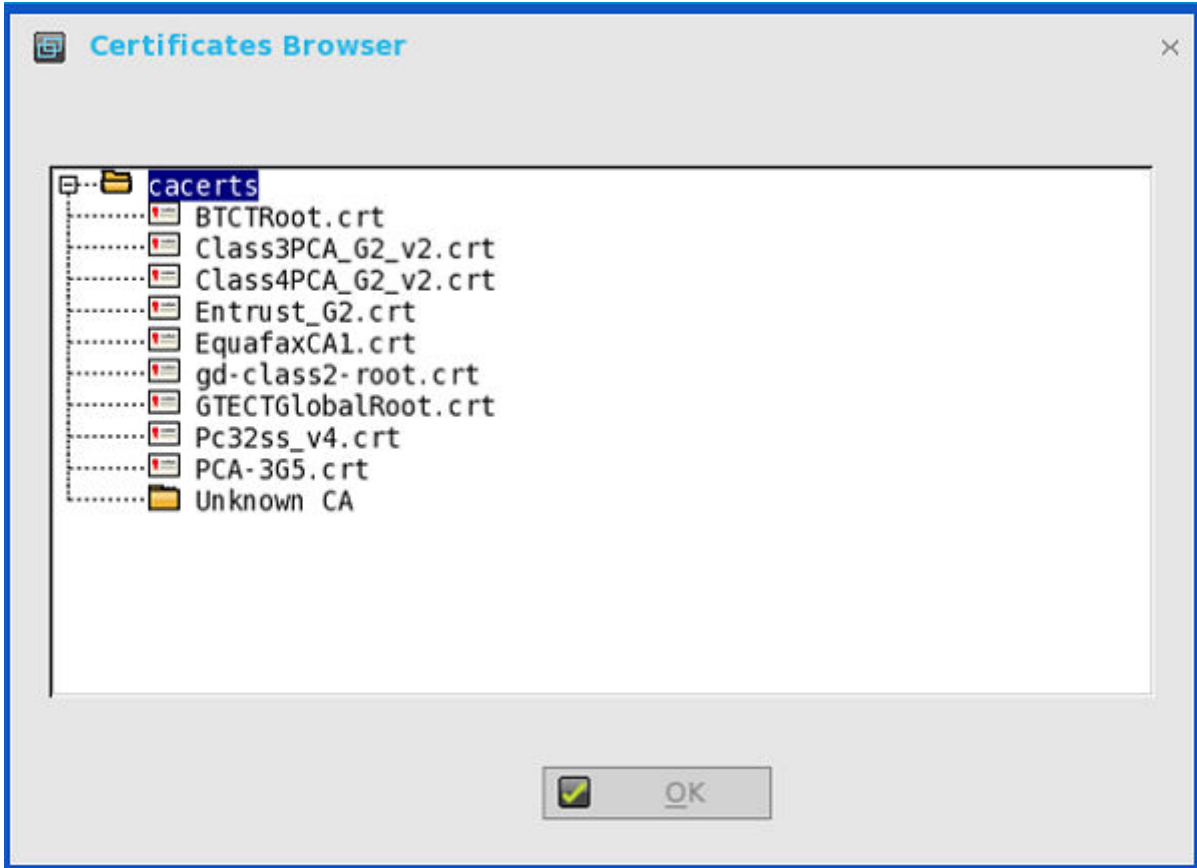 Certificates Browser
cacerts
BTCTRoot.crt
Class3PCA_G2_v2.crt
Class4PCA_G2_v2.crt
Entrust_G2.crt
EquafaxCA1.crt
gd-class2-root.crt
GTECTGlobalRoot.crt
Pc32ss_v4.crt
PCA-3G5.crt
Unknown CA
OK